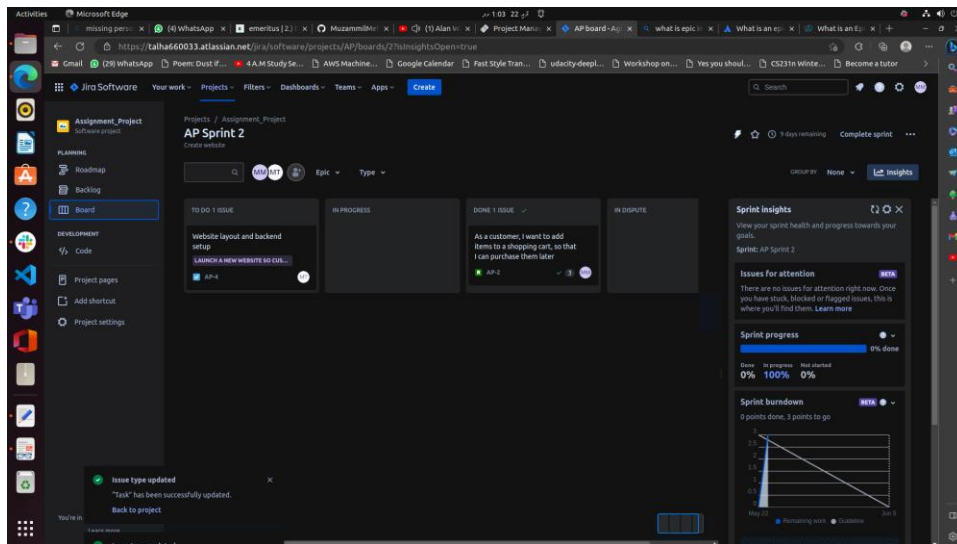 Activities
Microsoft Edge
1:03 22
missing perso
(4) WhatsApp
emeritus [2.]
MuzammilMe
(1) Alan W
Project Mana
AP board - Ag
what is epic in
What is an ep
What is an Ep
https://talha660033.atlassian.net/jira/software/projects/AP/boards/2?isInsightsOpen=true
Gmail
(29) WhatsApp
Poem: Dust if...
4 A.M Study Se...
AWS Machine...
Google Calendar
Fast Style Tran...
udacity-deepl...
Workshop on...
Yes you shoul...
CS231n Winte...
Become a tutor
Jira Software
Your work
Projects
Filters
Dashboards
Teams
Apps
Create
Search
MM
Assignment_Project
Software project
PLANNING
Roadmap
Backlog
Board
DEVELOPMENT
Code
Project pages
Add shortcut
Project settings
You're in
Projects / Assignment_Project
AP Sprint 2
Create website
9 days remaining
Complete sprint
MM
MT
Epic
Type
GROUP BY
None
Insights
TO DO 1 ISSUE
IN PROGRESS
DONE 1 ISSUE
IN DISPUTE
Website layout and backend
setup
LAUNCH A NEW WEBSITE SO CUS...
AP-4
MT
As a customer, I want to add
items to a shopping cart, so that
I can purchase them later
AP-2
3
MM
Sprint insights
View your sprint health and progress towards your
goals.
Sprint: AP Sprint 2
Issues for attention
BETA
There are no issues for attention right now. Once
you have stuck, blocked or flagged issues, this is
where you'll find them. Learn more
Sprint progress
0% done
Done
In progress
Not started
0%
100%
0%
Sprint burndown
BETA
0 points done, 3 points to go
3
2.5
2
1.5
1
0.5
0
May 22
Jun 5
Remaining work
Guideline
Issue type updated
"Task" has been successfully updated.
Back to project
Learn more